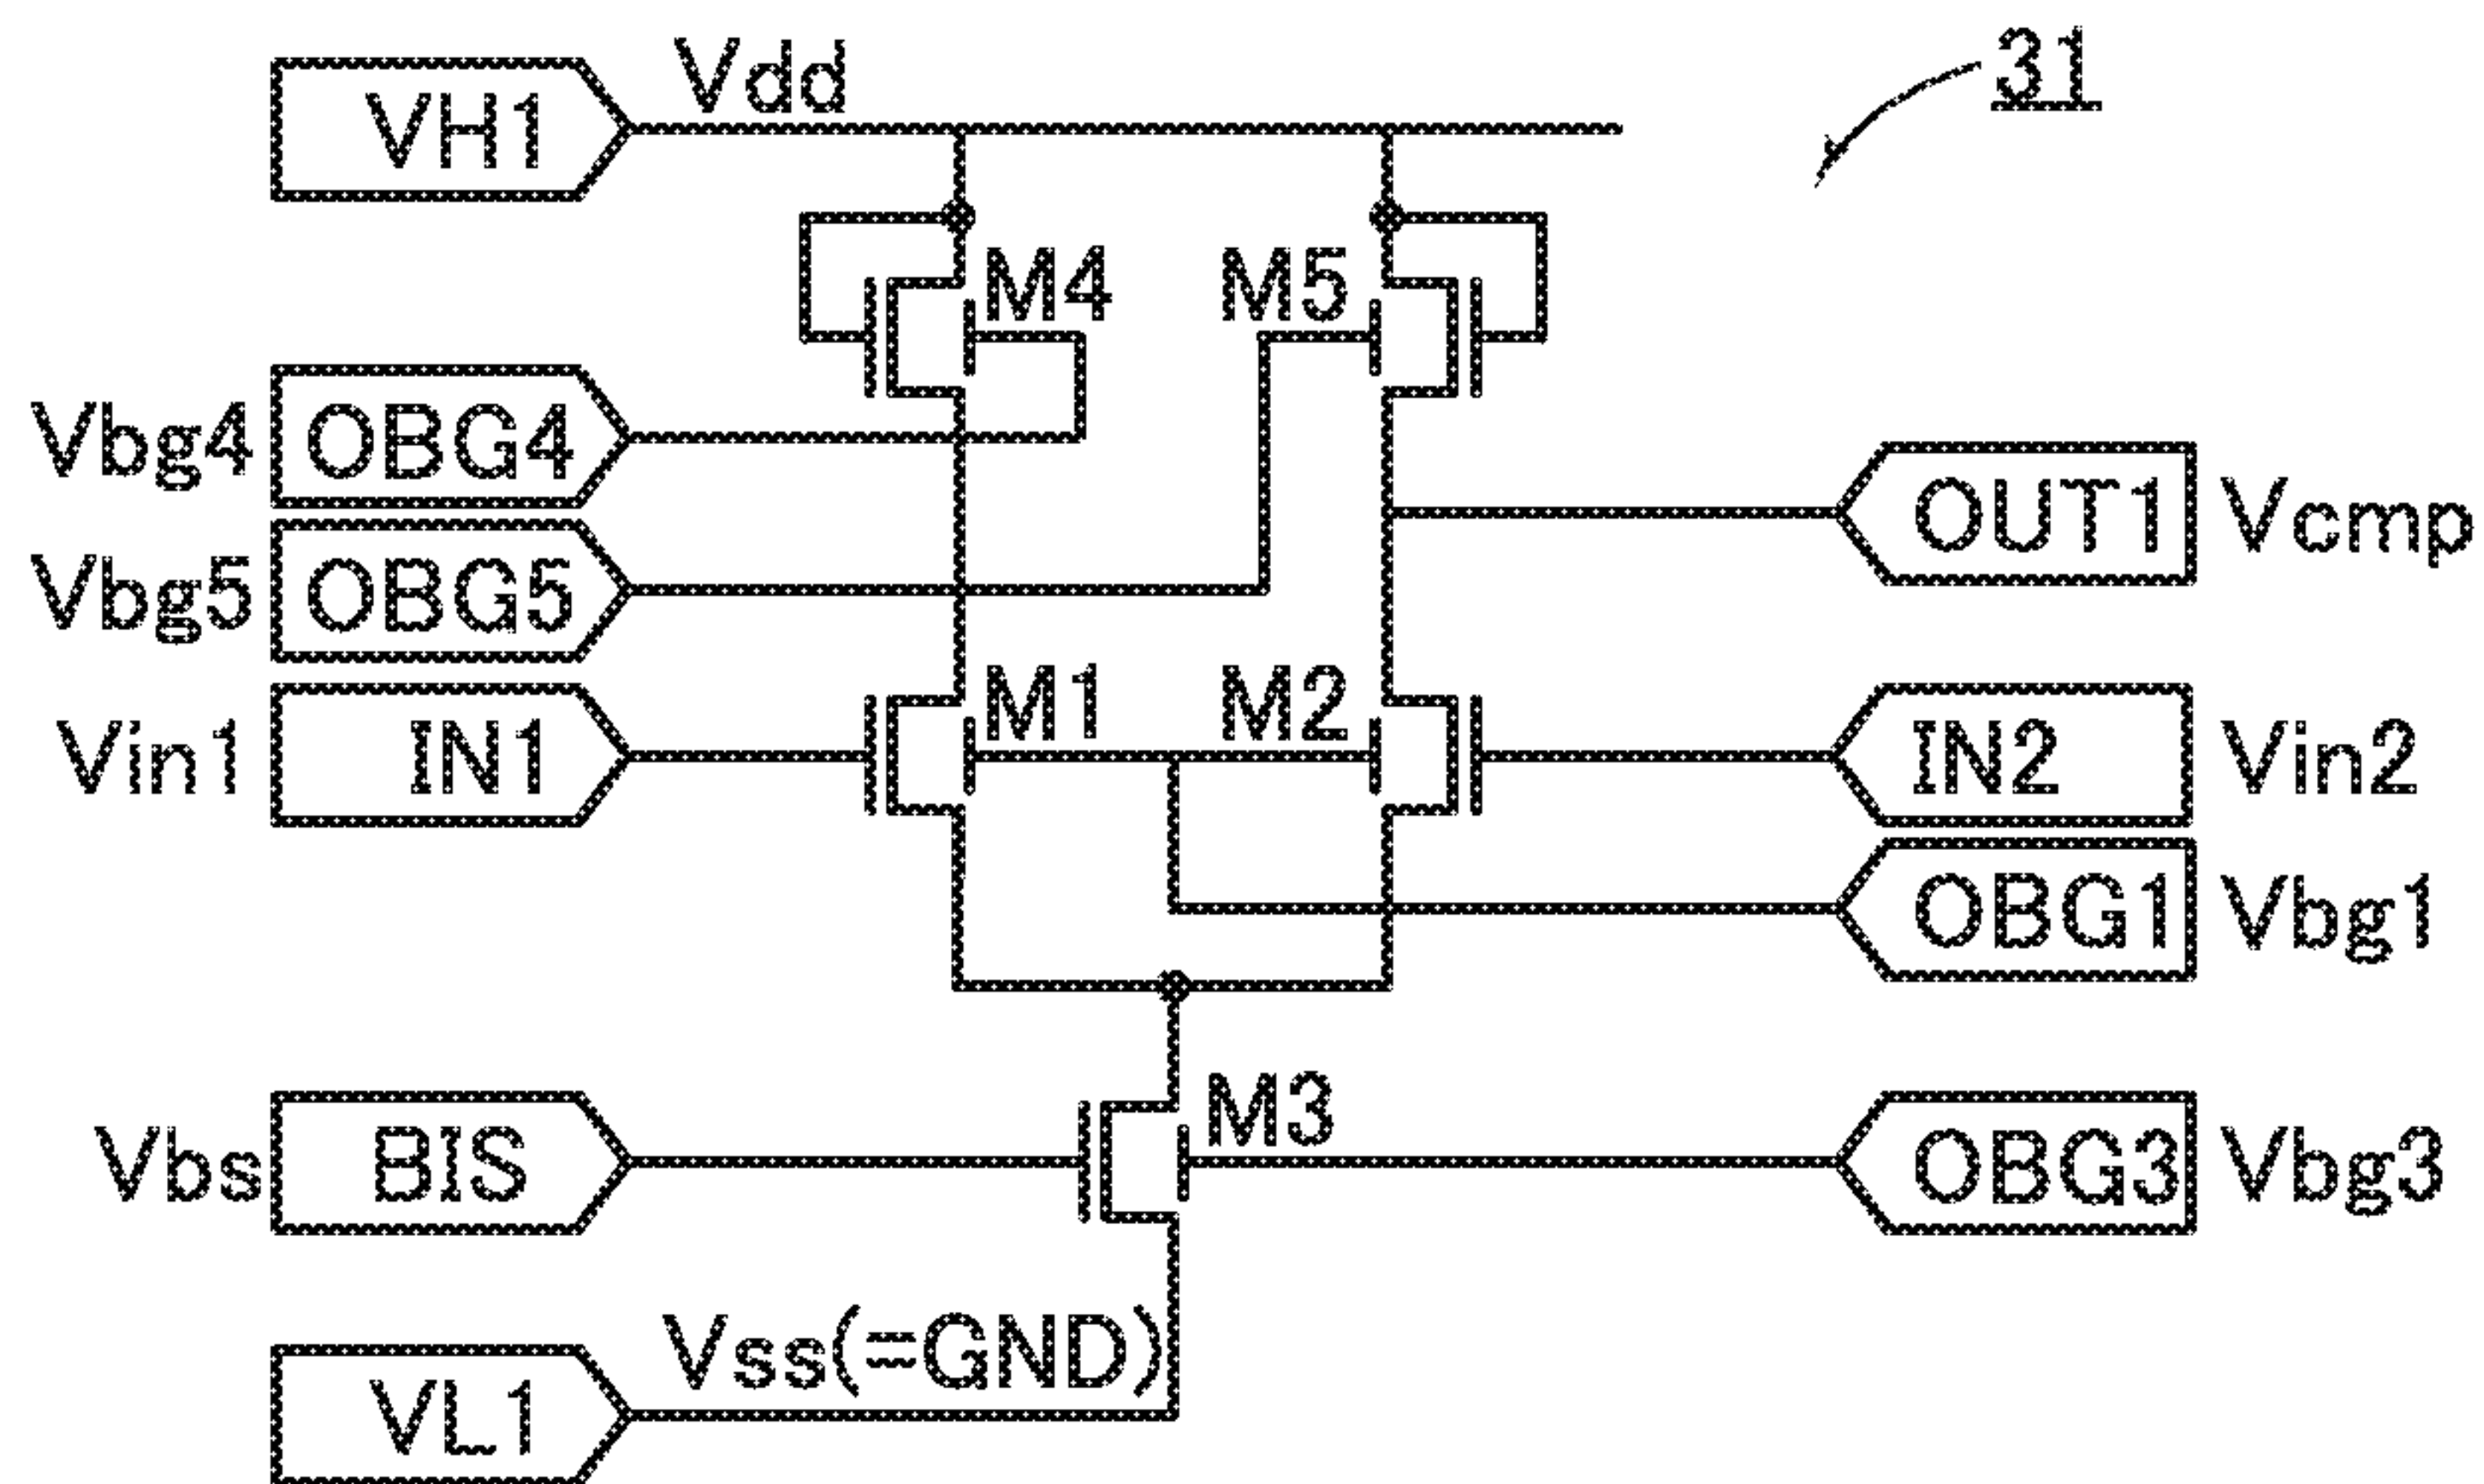 Vdd
31
VH1
M4 M5
Vbg4 OBG4
OUT1 Vcmp
Vbg5 OBG5
M1 M2
Vin1 IN1
IN2 Vin2
OBG1 Vbg1
M3
Vbs BIS
OBG3 Vbg3
Vss(=GND)
VL1